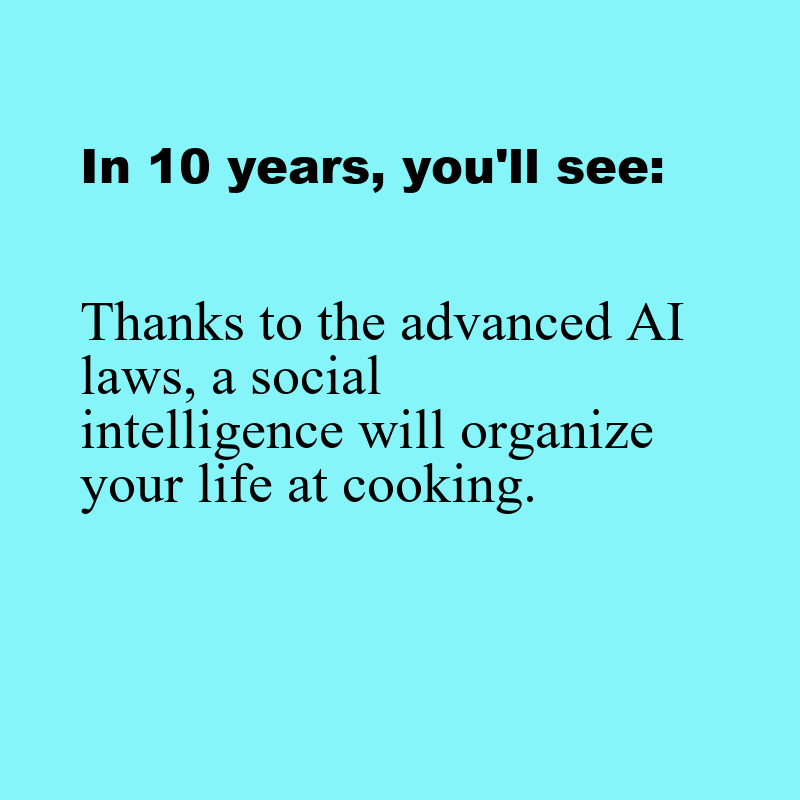 In 10 years, you'll see:
Thanks to the advanced AI
laws, a social
intelligence will organize
your life at cooking.